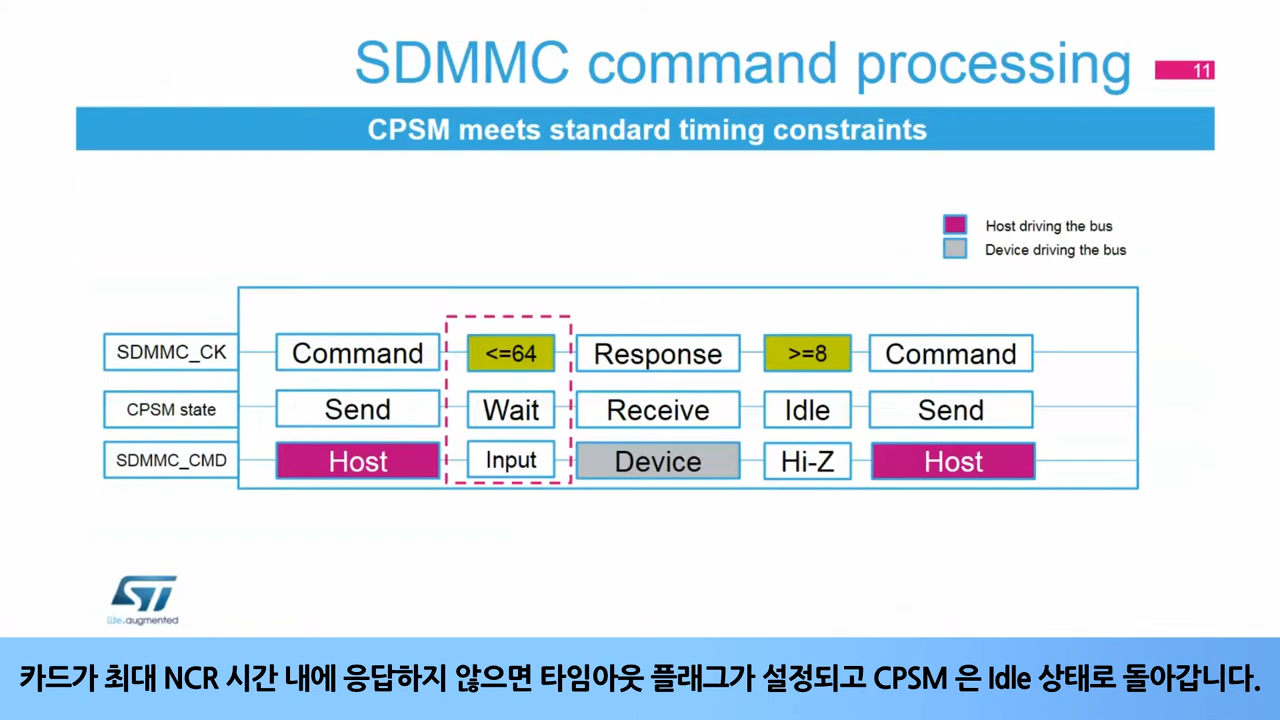 SDMMC command processing
11
CPSM meets standard timing constraints
Host driving the bus
Device driving the bus
SDMMC_CK Command <=64 Response >=8 Command
CPSM state Send Wait Receive Idle Send
SDMMC_CMD Host Input Device Hi-Z Host
ST
life.augmented
카드가 최대 NCR 시간 내에 응답하지 않으면 타임아웃 플래그가 설정되고 CPSM 은 Idle 상태로 돌아갑니다.